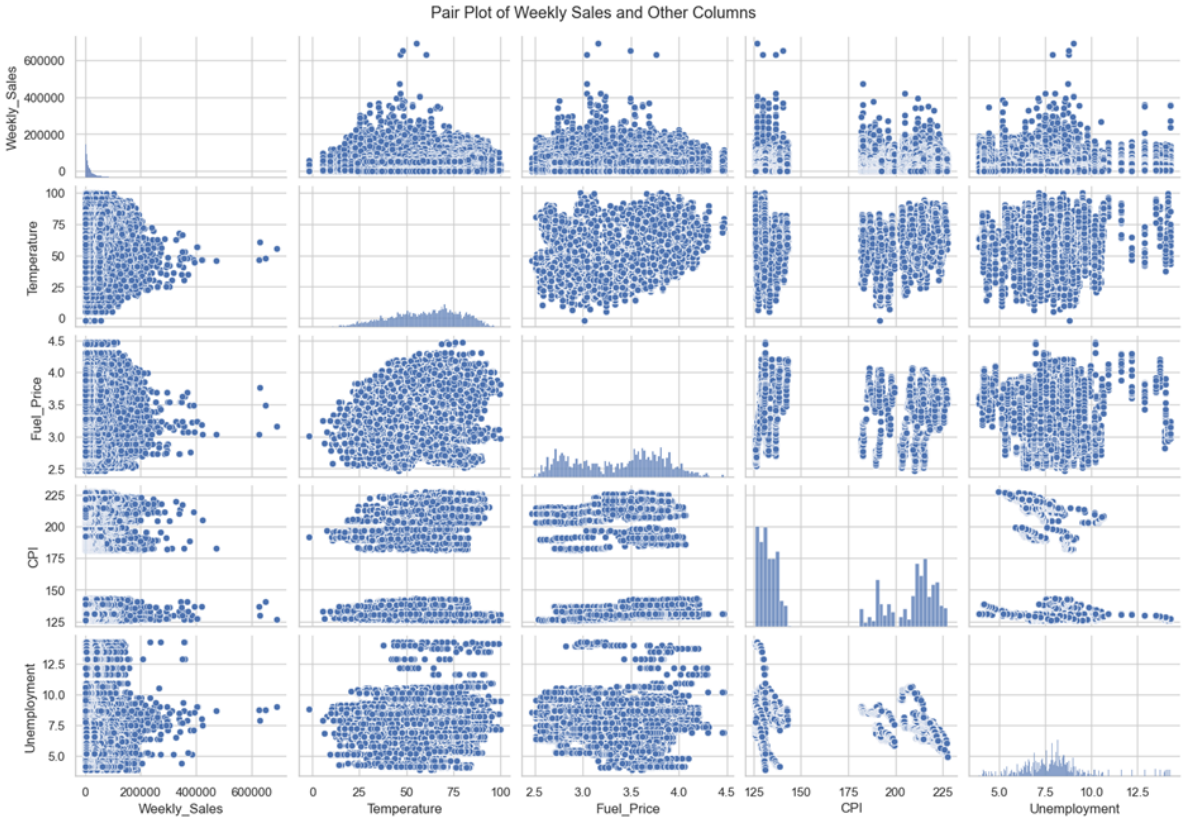 Pair Plot of Weekly Sales and Other Columns
Weekly_Sales
600000
400000
200000
0
Temperature
100
75
50
25
0
Fuel_Price
4.5
4.0
3.5
3.0
2.5
CPI
225
200
175
150
125
Unemployment
12.5
10.0
7.5
5.0
0 200000 400000 600000
0 25 50 75 100
2.5 3.0 3.5 4.0 4.5
125 150 175 200 225
5.0 7.5 10.0 12.5
Weekly_Sales
Temperature
Fuel_Price
CPI
Unemployment